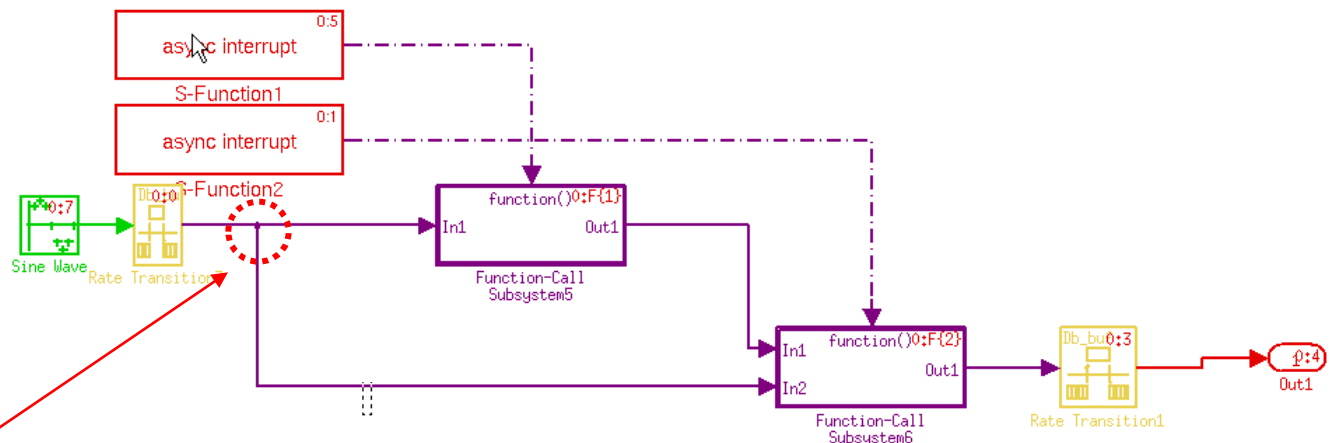 0:5
async interrupt
S-Function1
0:1
async interrupt
S-Function2
0:7
Sine Wave
0:0
Rate Transition
function()0:F{1}
In1
Out1
Function-Call
Subsystem5
function()0:F{2}
In1
In2
Out1
Function-Call
Subsystem6
Db_bu 0:3
Rate Transition1
0:4
Out1